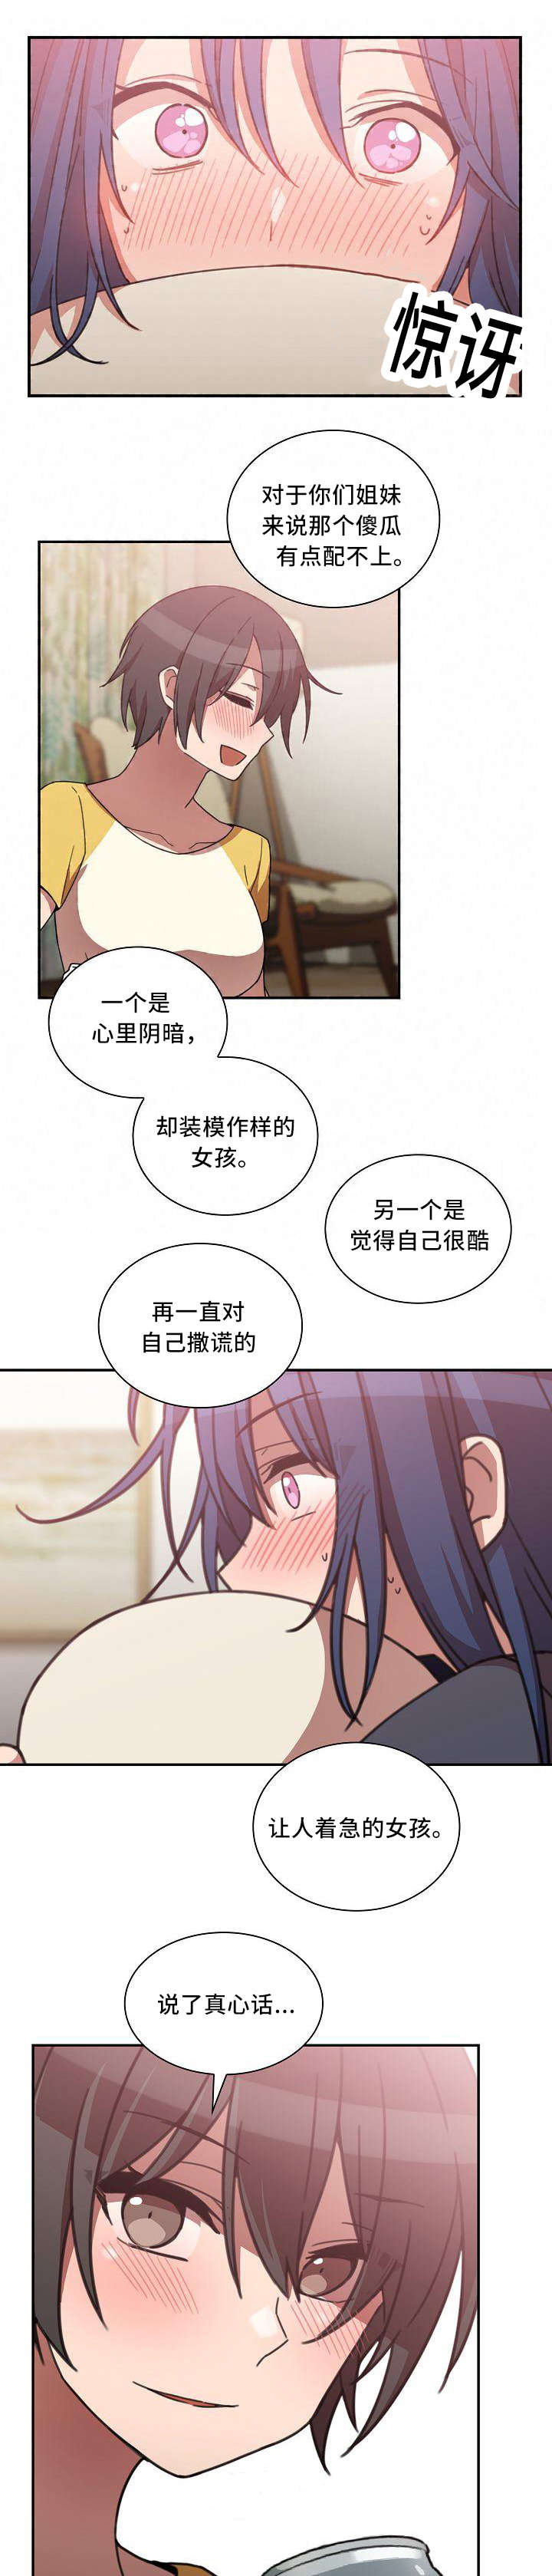 惊讶
对于你们姐妹
来说那个傻瓜
有点配不上。
一个是
心里阴暗，
却装模作样的
女孩。
另一个是
觉得自己很酷
再一直对
自己撒谎的
让人着急的女孩。
说了真心话…